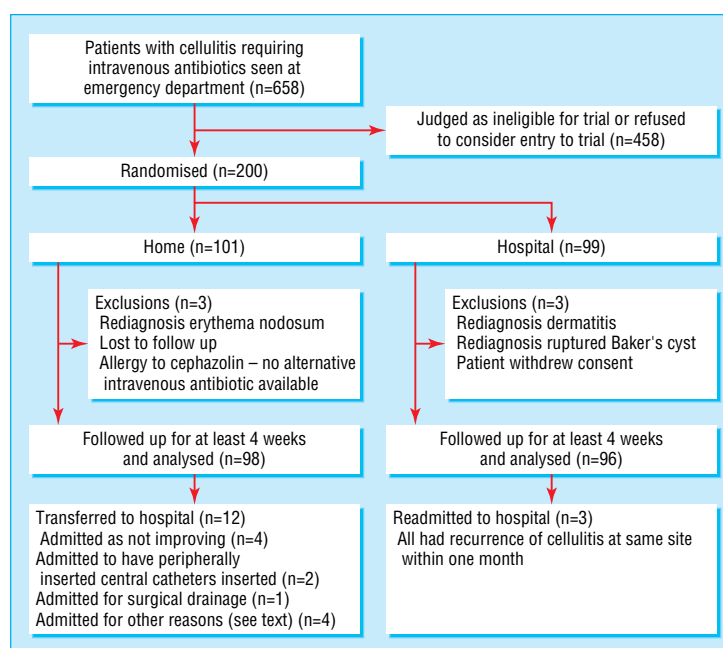 Patients with cellulitis requiring
intravenous antibiotics seen at
emergency department (n=658)
Judged as ineligible for trial or refused
to consider entry to trial (n=458)
Randomised (n=200)
Home (n=101)
Hospital (n=99)
Exclusions (n=3)
Rediagnosis erythema nodosum
Lost to follow up
Allergy to cephazolin – no alternative
intravenous antibiotic available
Exclusions (n=3)
Rediagnosis dermatitis
Rediagnosis ruptured Baker's cyst
Patient withdrew consent
Followed up for at least 4 weeks
and analysed (n=98)
Followed up for at least 4 weeks
and analysed (n=96)
Transferred to hospital (n=12)
Admitted as not improving (n=4)
Admitted to have peripherally
inserted central catheters inserted (n=2)
Admitted for surgical drainage (n=1)
Admitted for other reasons (see text) (n=4)
Readmitted to hospital (n=3)
All had recurrence of cellulitis at same site
within one month